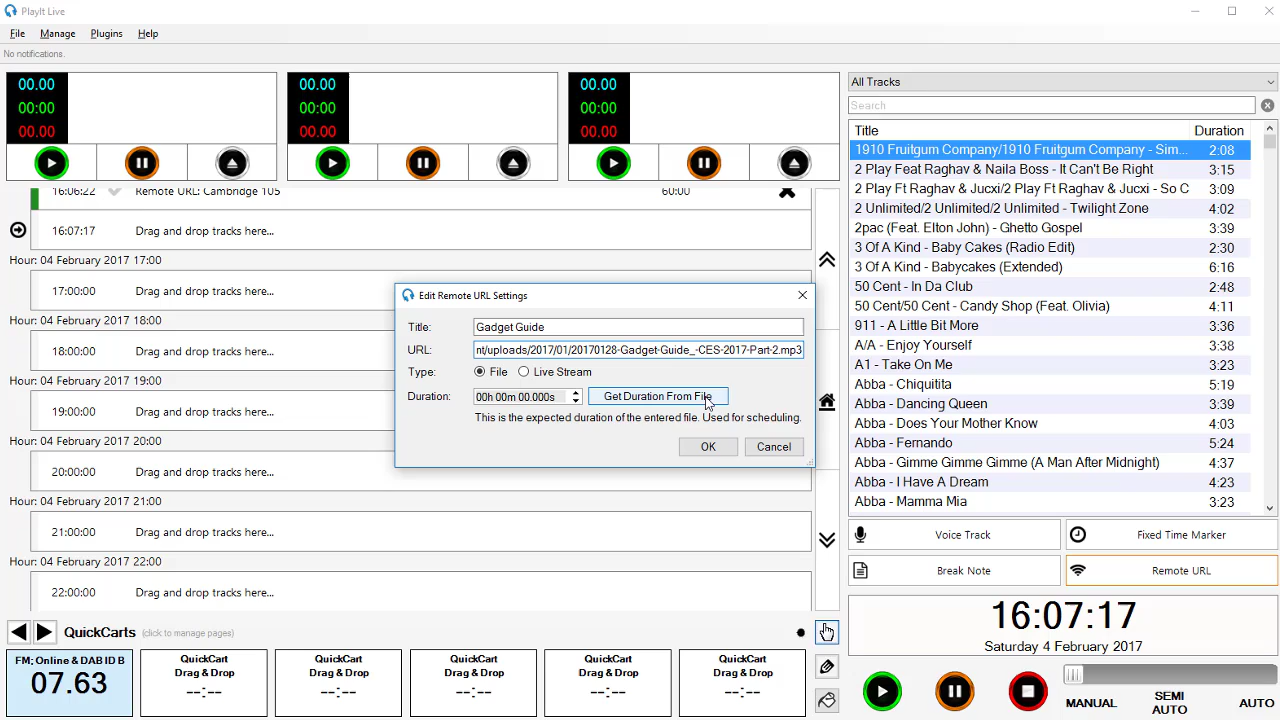 PlayIt Live
File Manage Plugins Help
No notifications.
00.00
00:00
00.00
00.00
00:00
00.00
00.00
00:00
00.00
16:06:22 Remote URL: Cambridge 105 60:00
16:07:17 Drag and drop tracks here...
Hour: 04 February 2017 17:00
17:00:00 Drag and drop tracks here...
Hour: 04 February 2017 18:00
18:00:00 Drag and drop tracks here...
Hour: 04 February 2017 19:00
19:00:00 Drag and drop tracks here...
Hour: 04 February 2017 20:00
20:00:00 Drag and drop tracks here...
Hour: 04 February 2017 21:00
21:00:00 Drag and drop tracks here...
Hour: 04 February 2017 22:00
22:00:00 Drag and drop tracks here...
Edit Remote URL Settings
Title: Gadget Guide
URL: nt/uploads/2017/01/20170128-Gadget-Guide_-CES-2017-Part-2.mp3
Type: File Live Stream
Duration: 00h 00m 00.000s Get Duration From File
This is the expected duration of the entered file. Used for scheduling.
OK Cancel
All Tracks
Search
Title Duration
1910 Fruitgum Company/1910 Fruitgum Company - Sim... 2:08
2 Play Feat Raghav & Naila Boss - It Can't Be Right 3:15
2 Play Ft Raghav & Jucxi/2 Play Ft Raghav & Jucxi - So C 3:09
2 Unlimited/2 Unlimited/2 Unlimited - Twilight Zone 4:02
2pac (Feat. Elton John) - Ghetto Gospel 3:39
3 Of A Kind - Baby Cakes (Radio Edit) 2:30
3 Of A Kind - Babycakes (Extended) 6:16
50 Cent - In Da Club 2:48
50 Cent/50 Cent - Candy Shop (Feat. Olivia) 4:11
911 - A Little Bit More 3:36
A/A - Enjoy Yourself 3:36
A1 - Take On Me 3:23
Abba - Chiquitita 5:19
Abba - Dancing Queen 3:39
Abba - Does Your Mother Know 4:03
Abba - Fernando 5:24
Abba - Gimme Gimme Gimme (A Man After Midnight) 4:37
Abba - I Have A Dream 4:23
Abba - Mamma Mia 3:23
Voice Track Fixed Time Marker
Break Note Remote URL
16:07:17
Saturday 4 February 2017
MANUAL SEMI AUTO AUTO
QuickCarts (click to manage pages)
FM; Online & DAB ID B
07.63
QuickCart
Drag & Drop
--:--
QuickCart
Drag & Drop
--:--
QuickCart
Drag & Drop
--:--
QuickCart
Drag & Drop
--:--
QuickCart
Drag & Drop
--:--